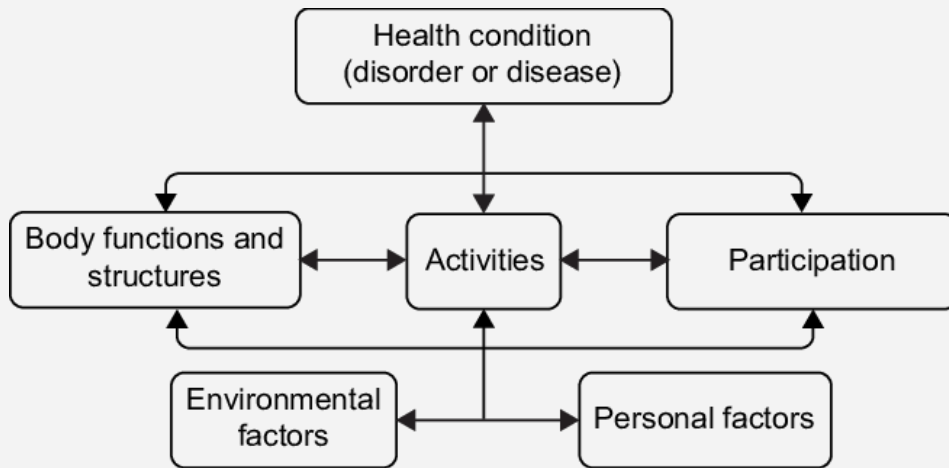 Health condition
(disorder or disease)
Body functions and
structures
Activities
Participation
Environmental
factors
Personal factors